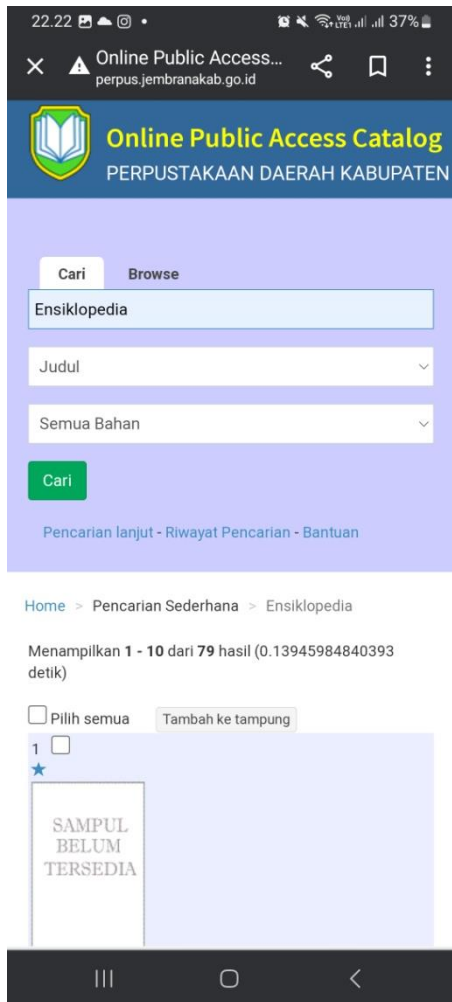 22.22
37%
Online Public Access...
perpus.jembranakab.go.id
Online Public Access Catalog
PERPUSTAKAAN DAERAH KABUPATEN
Cari Browse
Ensiklopedia
Judul
Semua Bahan
Cari
Pencarian lanjut - Riwayat Pencarian - Bantuan
Home > Pencarian Sederhana > Ensiklopedia
Menampilkan 1 - 10 dari 79 hasil (0.13945984840393
detik)
Pilih semua Tambah ke tampung
1
SAMPUL
BELUM
TERSEDIA